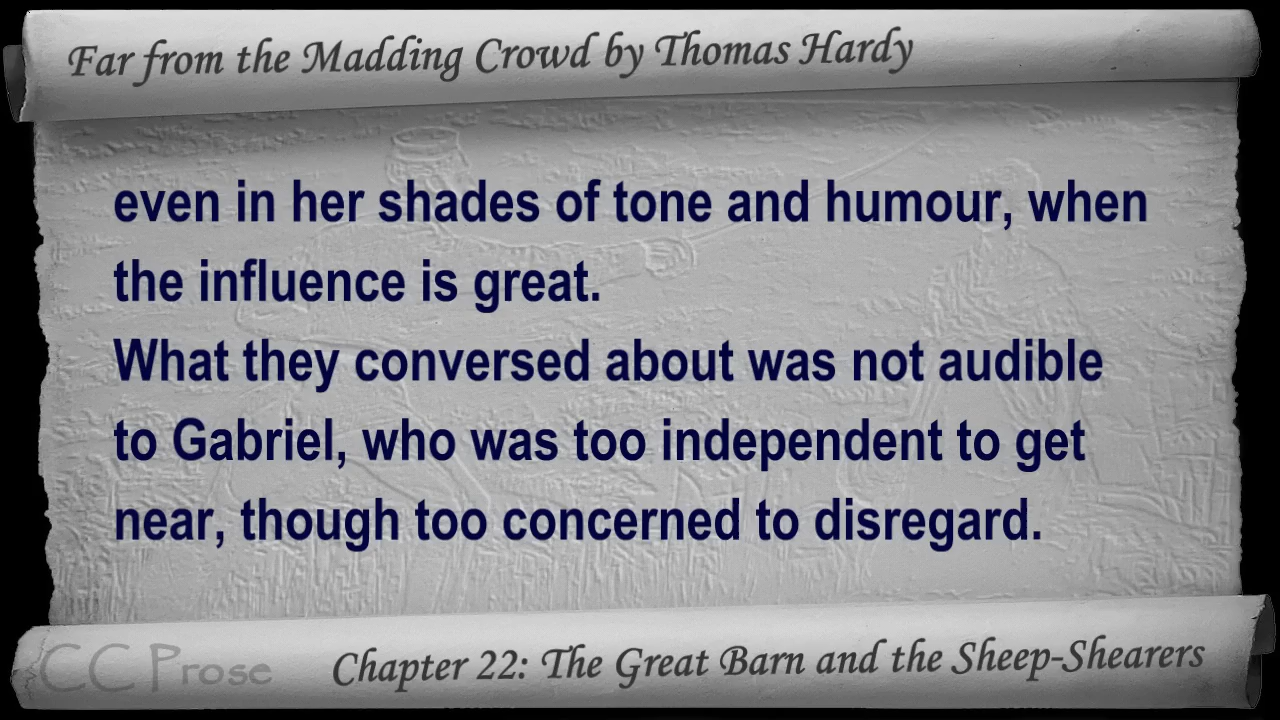 Far from the Madding Crowd by Thomas Hardy
even in her shades of tone and humour, when
the influence is great.
What they conversed about was not audible
to Gabriel, who was too independent to get
near, though too concerned to disregard.
CC Prose
Chapter 22: The Great Barn and the Sheep-Shearers